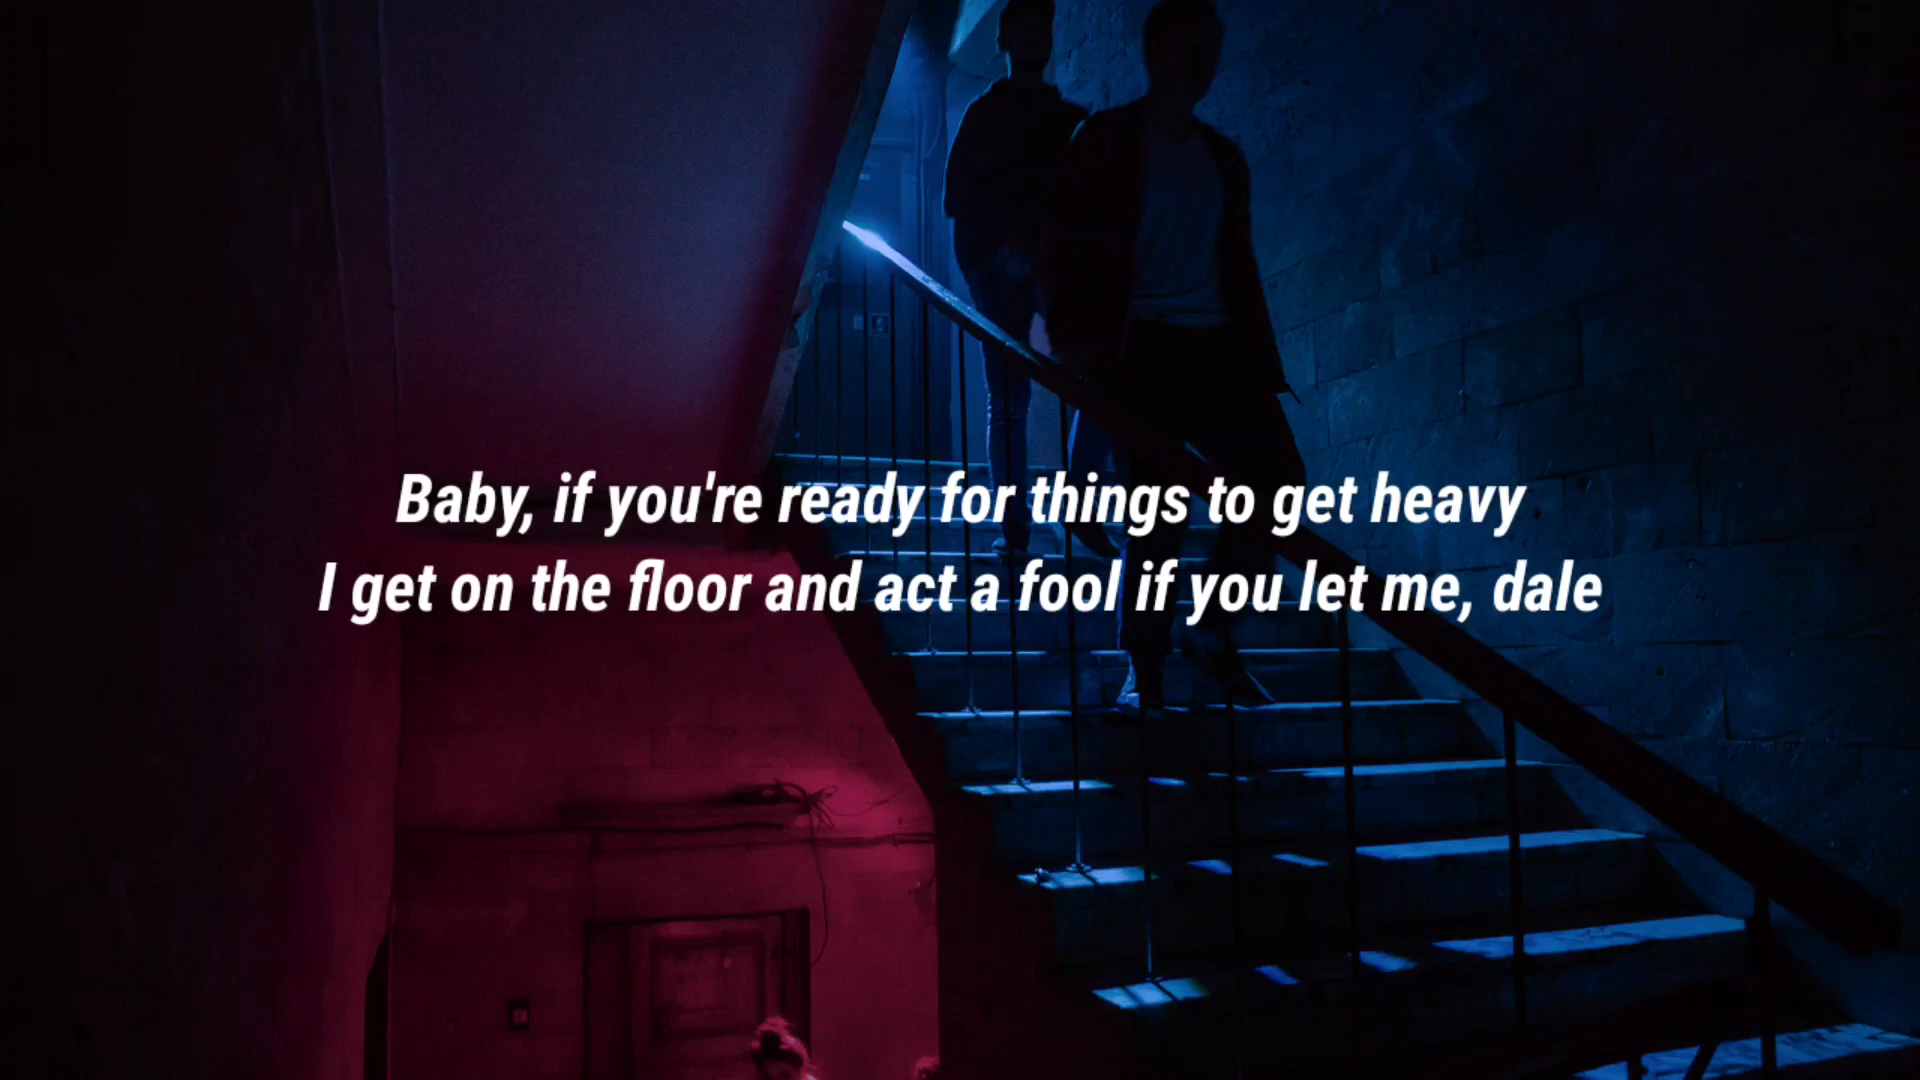 Baby, if you're ready for things to get heavy
I get on the floor and act a fool if you let me, dale